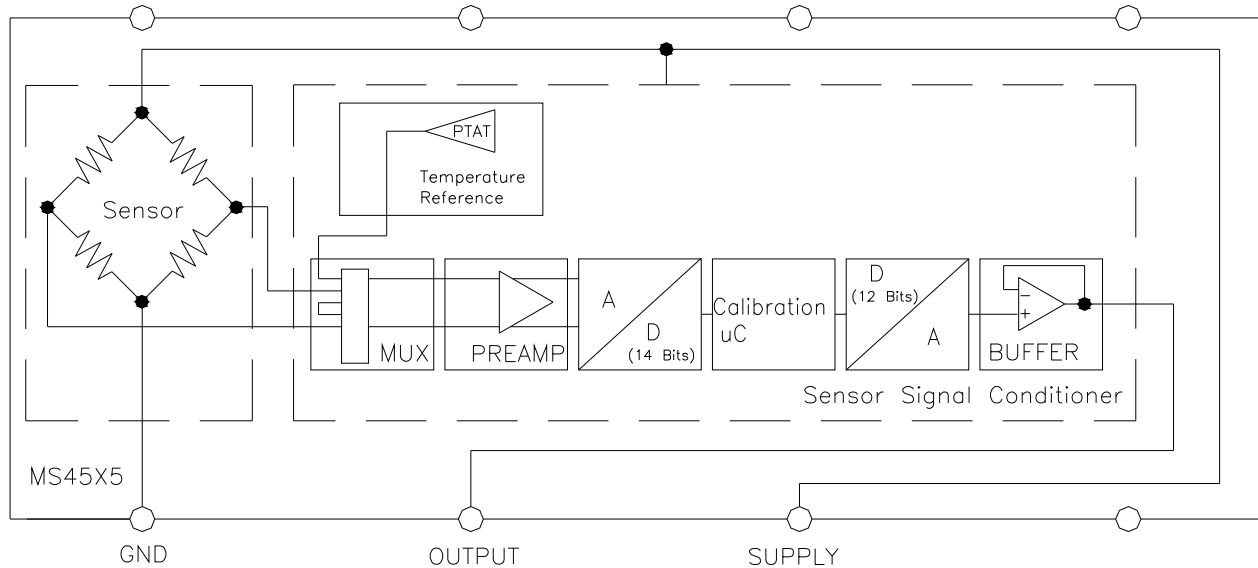 PTAT
Temperature
Reference
Sensor
MUX
PREAMP
A
D
(14 Bits)
Calibration
uC
D
(12 Bits)
A
−
+
BUFFER
Sensor Signal Conditioner
MS45X5
GND
OUTPUT
SUPPLY